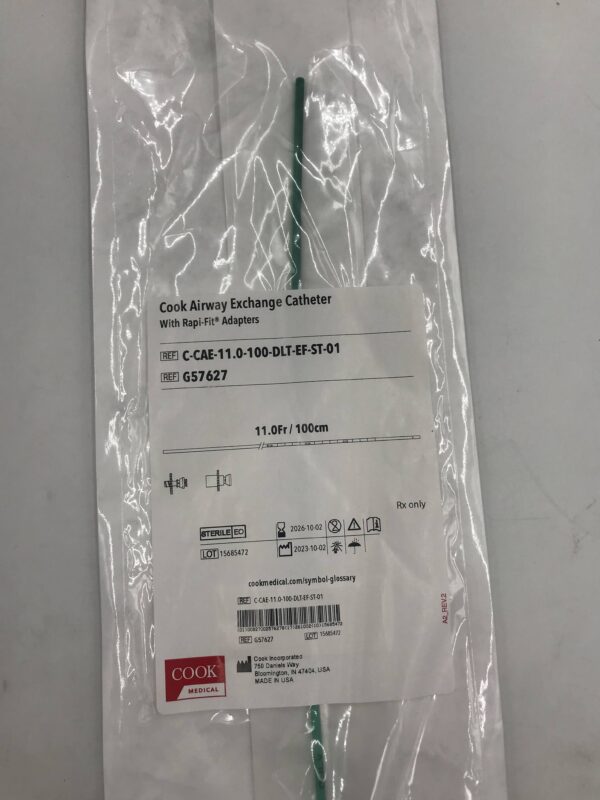 Cook Airway Exchange Catheter
With Rapi-Fit® Adapters
REF C-CAE-11.0-100-DLT-EF-ST-01
REF G57627
11.0Fr / 100cm
Rx only
STERILE EO 2026-10-02
LOT 15685472 2023-10-02
cookmedical.com/symbol-glossary
REF C-CAE-11.0-100-DLT-EF-ST-01
REF G57627 LOT 15685472
A2_REV.2
COOK
MEDICAL
Cook Incorporated
750 Daniels Way
Bloomington, IN 47404, USA
MADE IN USA